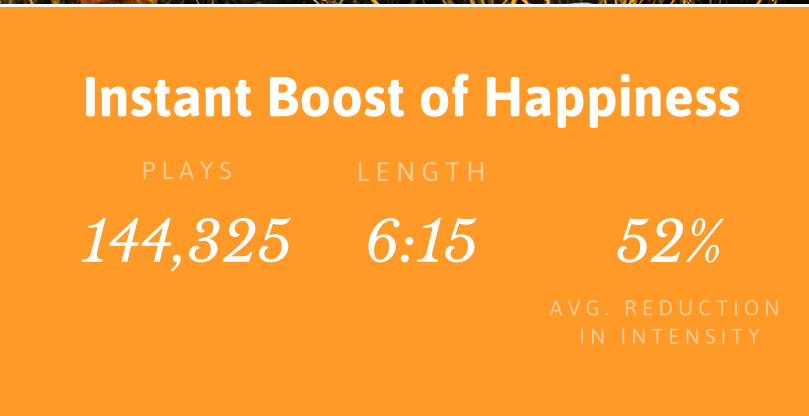 Instant Boost of Happiness
PLAYS LENGTH
144,325 6:15 52%
AVG. REDUCTION
IN INTENSITY